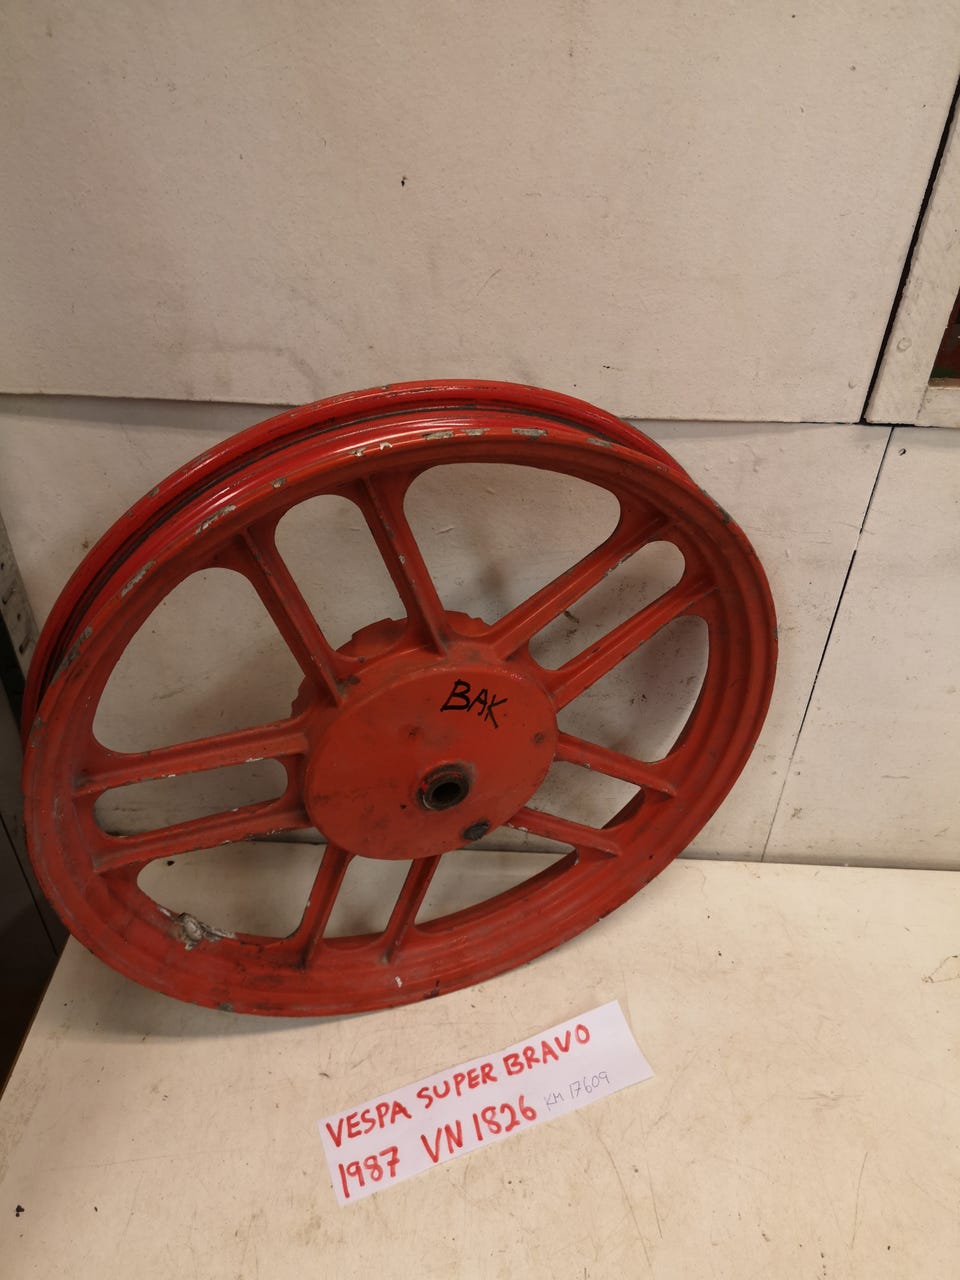 BAK
VESPA SUPER BRAVO
1987 VN 1826 KM 17609